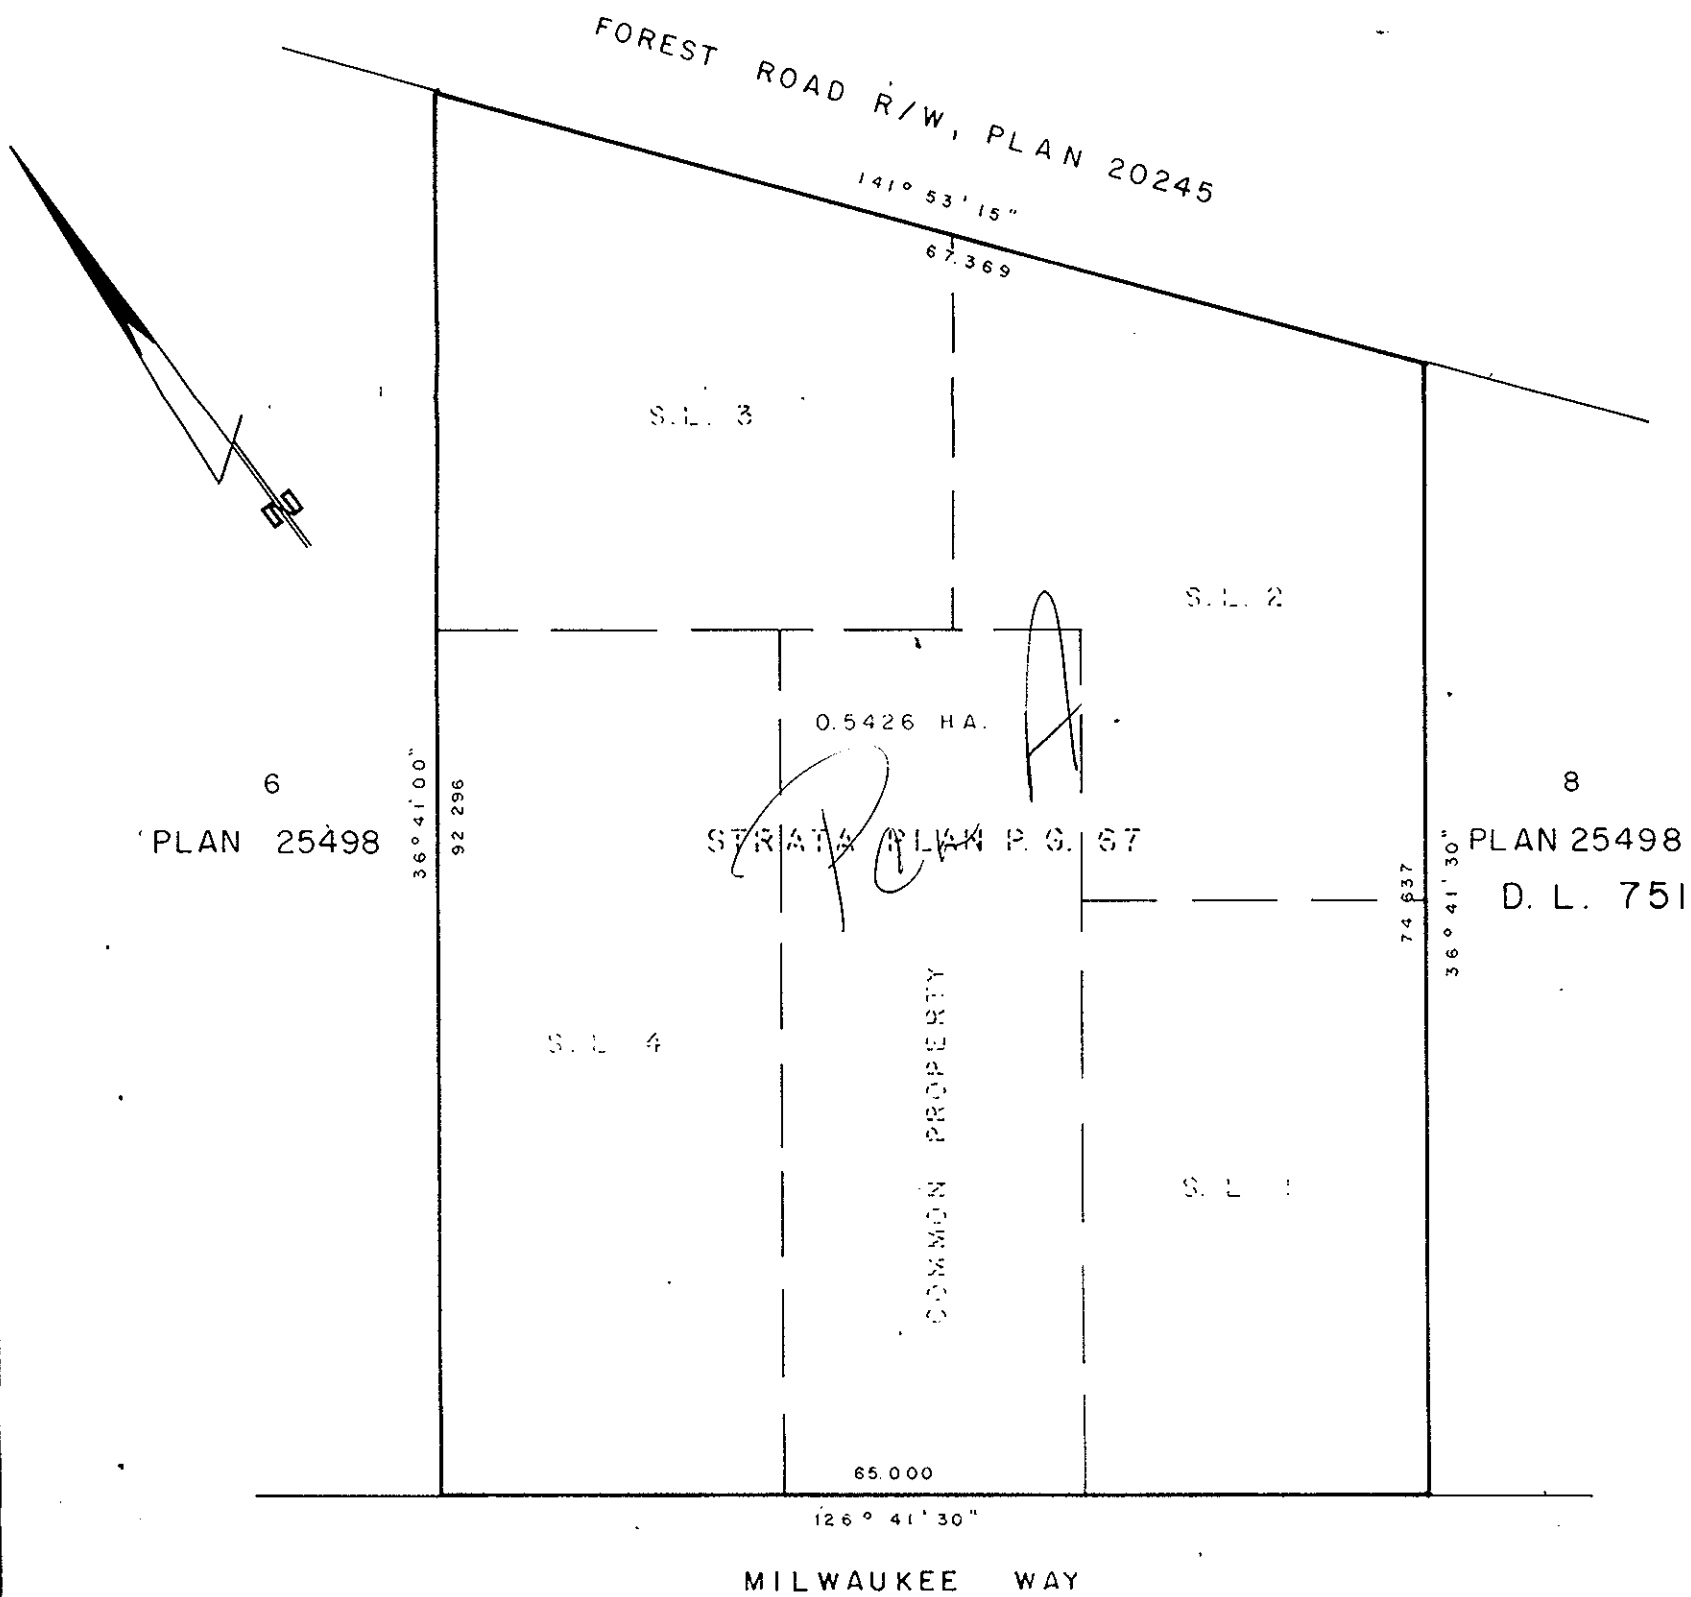 FOREST ROAD R/W, PLAN 20245
141° 53' 15"
67.369
S.L. 3
S.L. 2
0.5426 HA.
A
6
PLAN 25498
36° 41' 00"
92 296
STRATA PLAN P.G. 67
Par
8
PLAN 25498
D. L. 751
74 637
36° 41' 30"
S. L 4
COMMON PROPERTY
S. L 1
65.000
126° 41' 30"
MILWAUKEE WAY